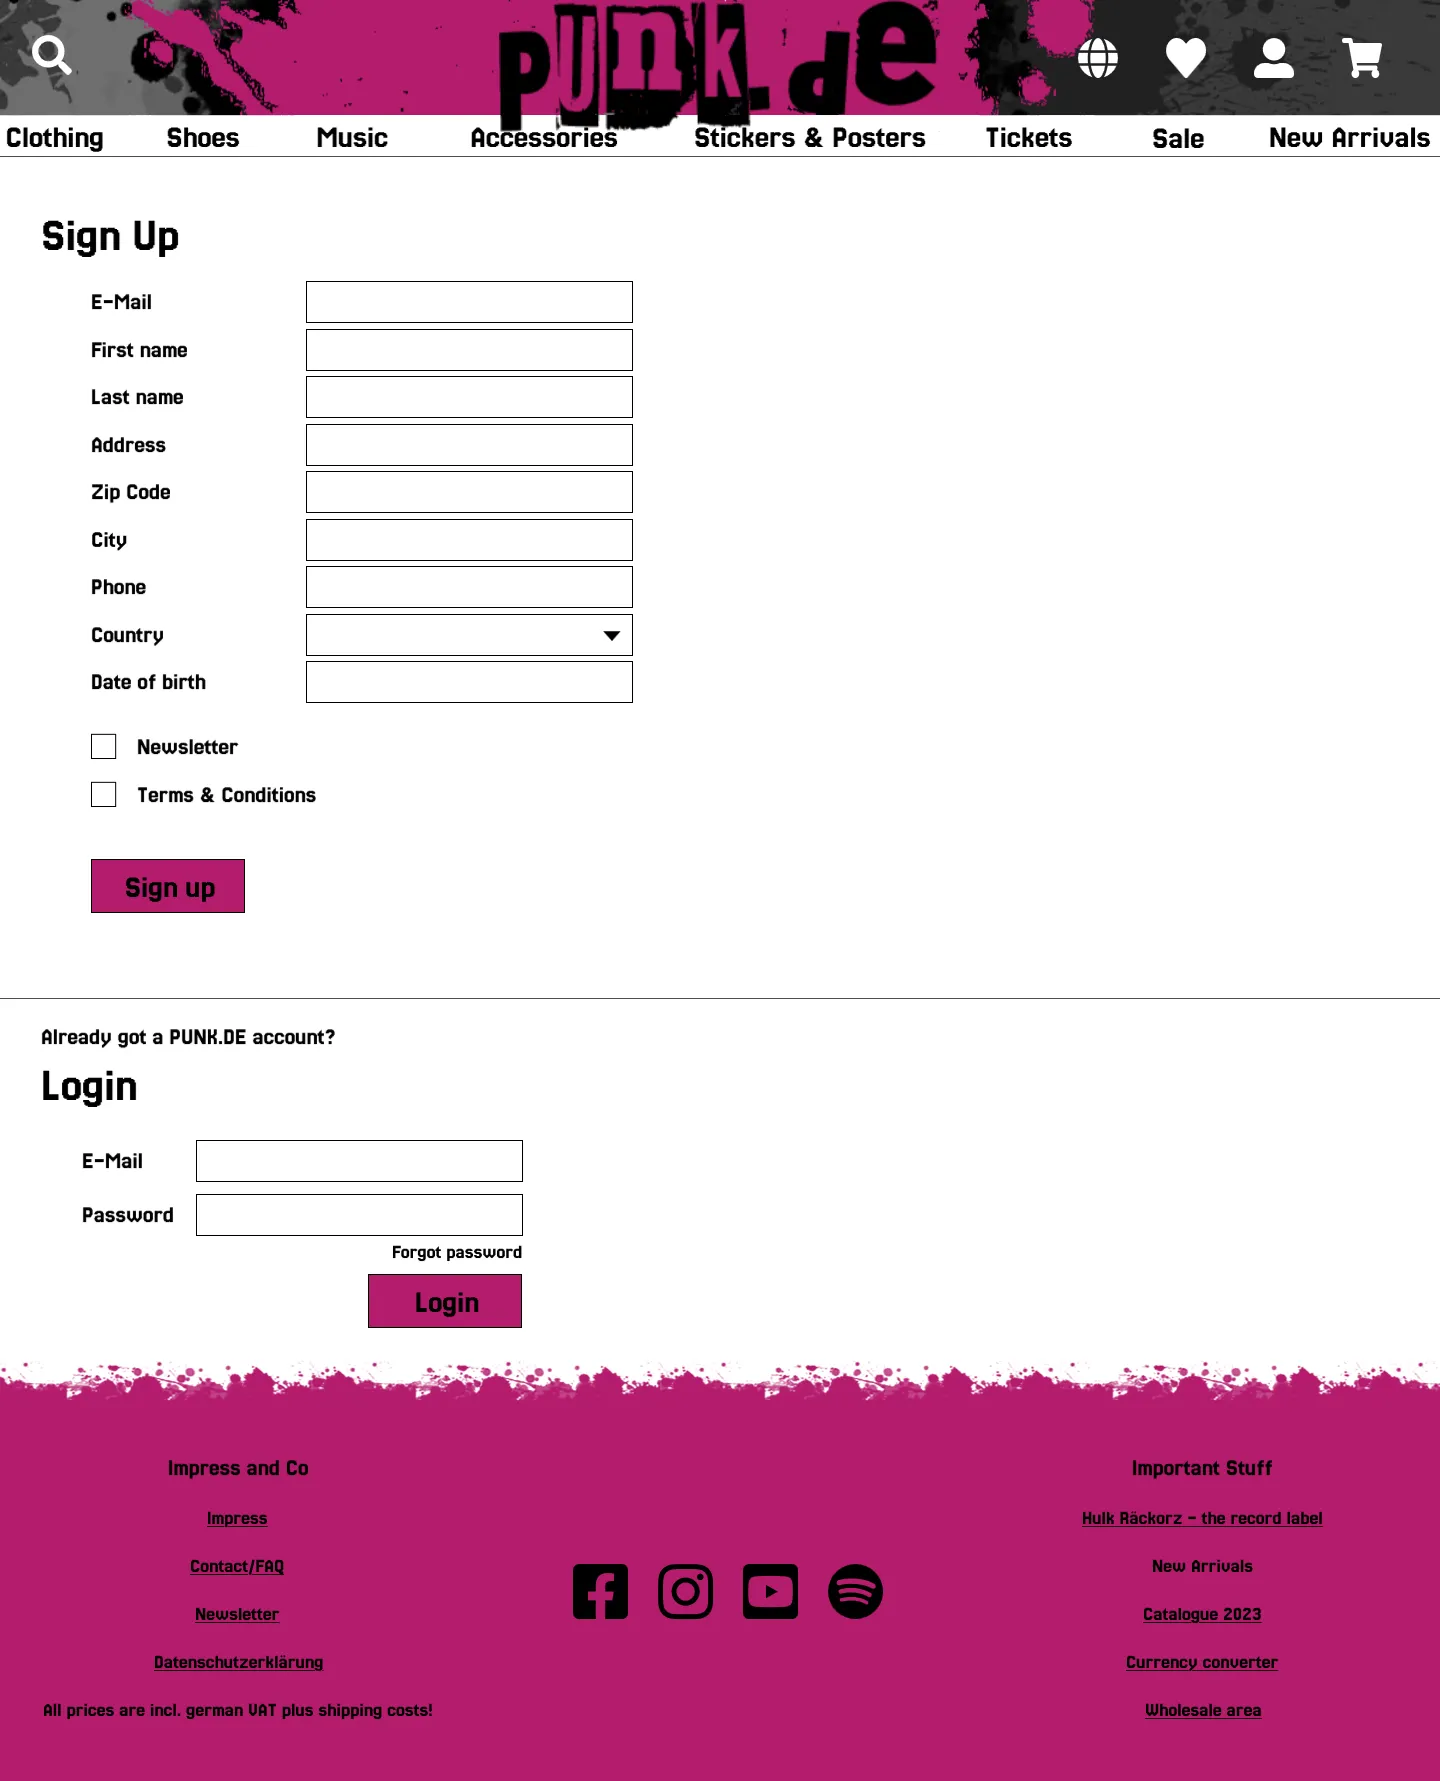 PUnK.de
Clothing
Shoes
Music
Accessories
Stickers & Posters
Tickets
Sale
New Arrivals
Sign Up
E-Mail
First name
Last name
Address
Zip Code
City
Phone
Country
Date of birth
Newsletter
Terms & Conditions
Sign up
Already got a PUNK.DE account?
Login
E-Mail
Password
Forgot password
Login
Impress and Co
Impress
Contact/FAQ
Newsletter
Datenschutzerklärung
All prices are incl. german VAT plus shipping costs!
Important Stuff
Hulk Räckorz - the record label
New Arrivals
Catalogue 2023
Currency converter
Wholesale area